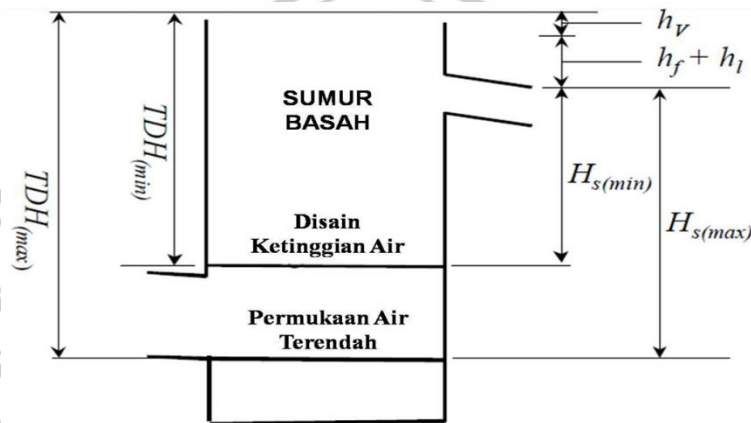 h_V
h_f + h_l
SUMUR
BASAH
TDH_(min)
TDH_(max)
H_s(min)
H_s(max)
Disain
Ketinggian Air
Permukaan Air
Terendah